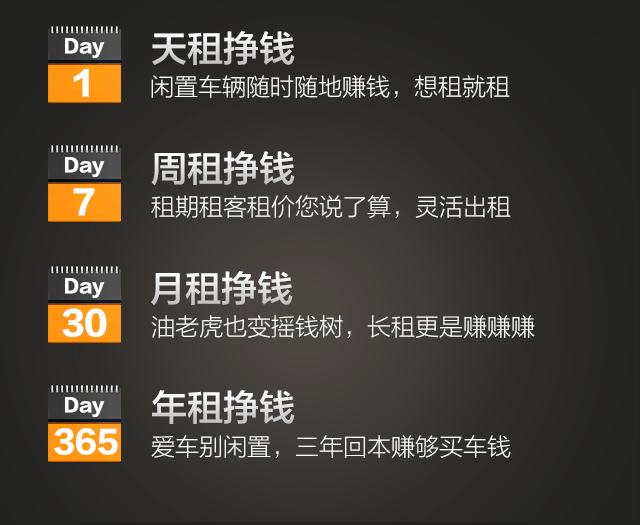 Day
1
天租挣钱
闲置车辆随时随地赚钱，想租就租
Day
7
周租挣钱
租期租客租价您说了算，灵活出租
Day
30
月租挣钱
油老虎也变摇钱树，长租更是赚赚赚
Day
365
年租挣钱
爱车别闲置，三年回本赚够买车钱